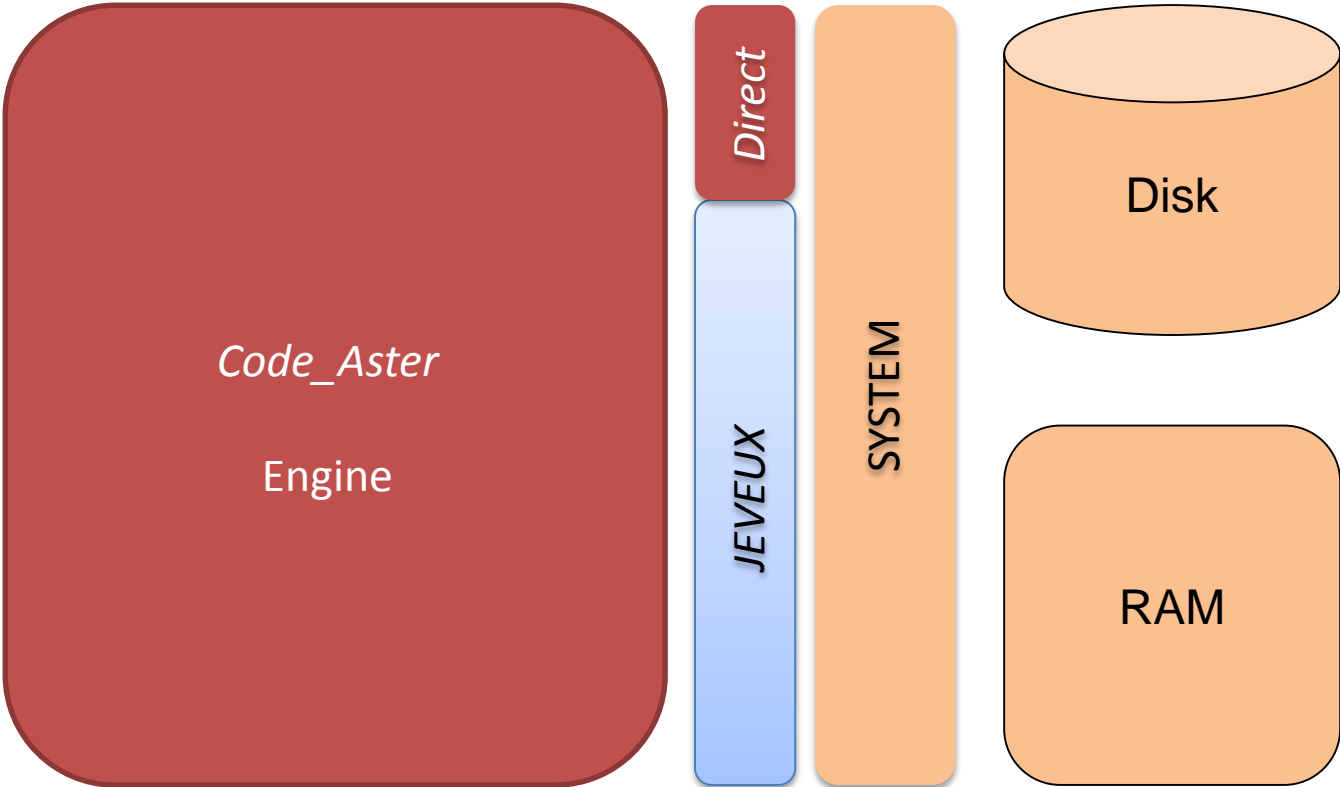 Code_Aster
Engine
Direct
JEVEUX
SYSTEM
Disk
RAM